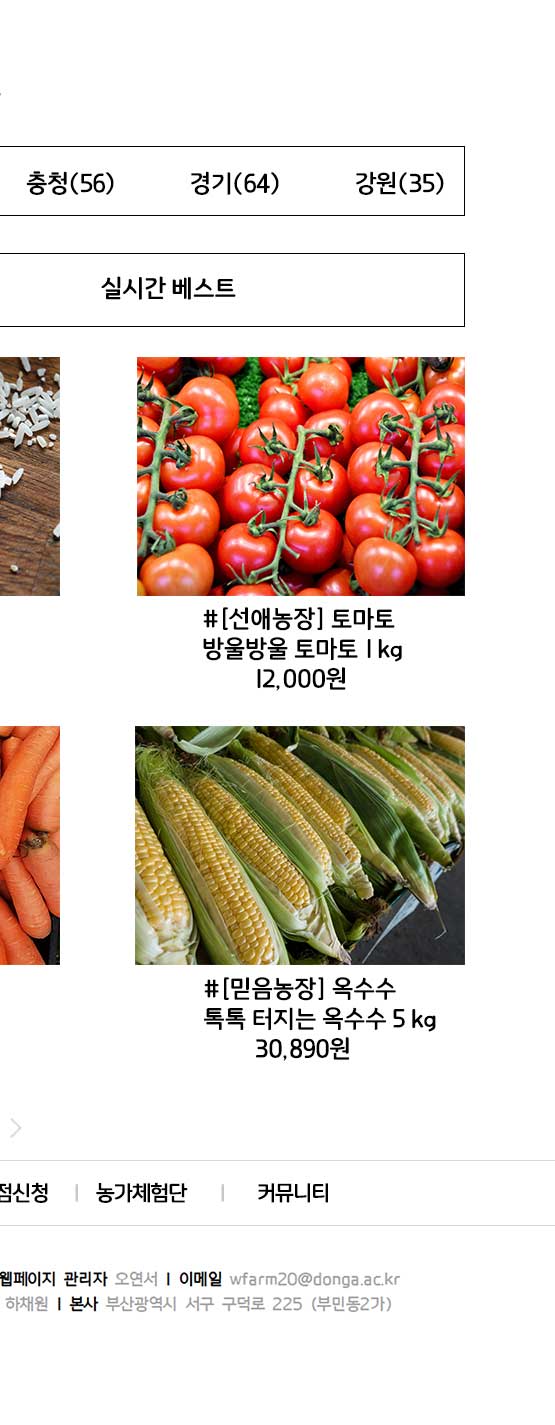 충청(56) 경기(64) 강원(35)
실시간 베스트
#[선애농장] 토마토
방울방울 토마토 1kg
12,000원
#[믿음농장] 옥수수
톡톡 터지는 옥수수 5kg
30,890원
점신청 | 농가체험단 | 커뮤니티
웹페이지 관리자 오연서 | 이메일 wfarm20@donga.ac.kr
하채원 | 본사 부산광역시 서구 구덕로 225 (부민동2가)